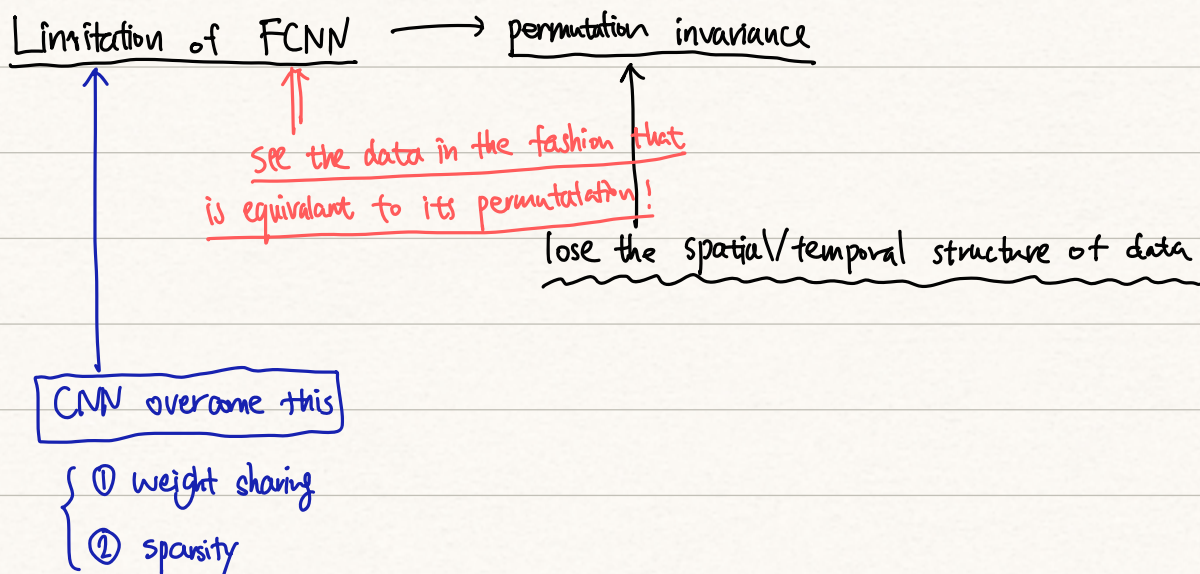 Limitation of FCNN → permutation invariance
see the data in the fashion that
is equivalant to its permutalation!
lose the spatial/temporal structure of data
CNN overcome this
① weight sharing
② sparsity